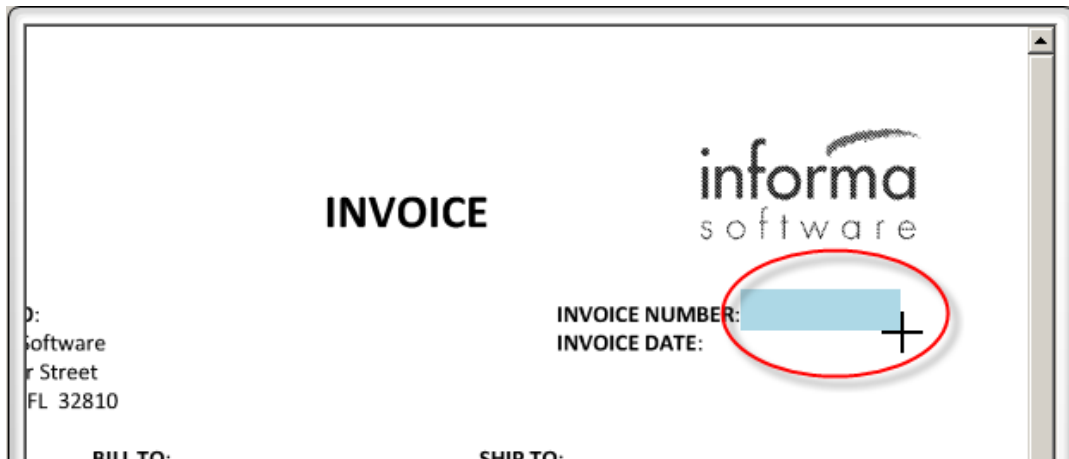 informa
software
INVOICE
INVOICE NUMBER:
INVOICE DATE:
Software
r Street
FL 32810
BILL TO:
SHIP TO: